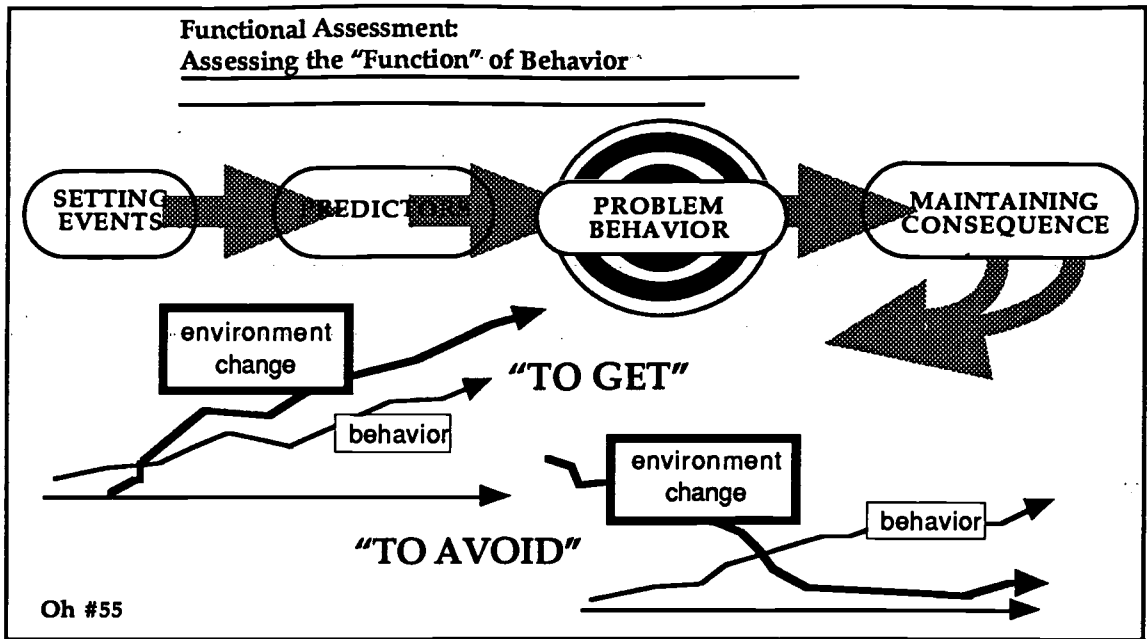 Functional Assessment:
Assessing the "Function" of Behavior
SETTING
EVENTS
PREDICTORS
PROBLEM
BEHAVIOR
MAINTAINING
CONSEQUENCE
environment
change
"TO GET"
behavior
environment
change
behavior
"TO AVOID"
Oh #55